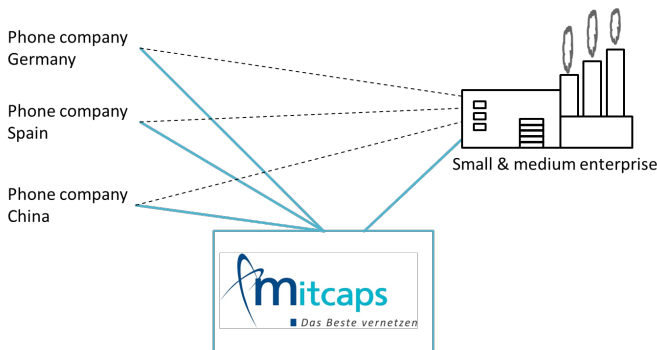 Phone company
Germany
Phone company
Spain
Phone company
China
Small & medium enterprise
mitcaps
Das Beste vernetzen